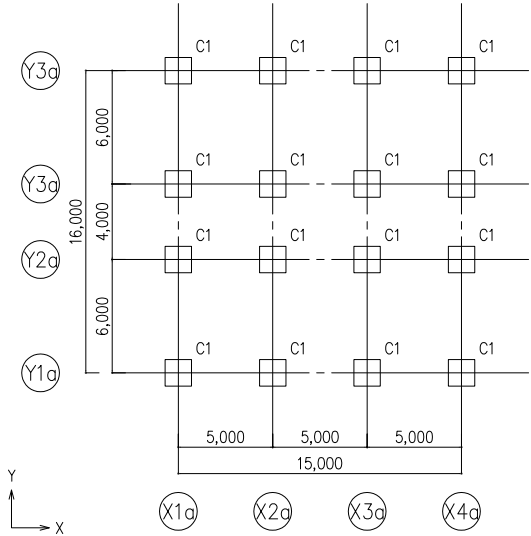 C1 C1 C1 C1
Y3a
6,000
C1 C1 C1 C1
Y3a
16,000
4,000
C1 C1 C1 C1
Y2a
6,000
C1 C1 C1 C1
Y1a
5,000 5,000 5,000
15,000
Y
X
X1a X2a X3a X4a